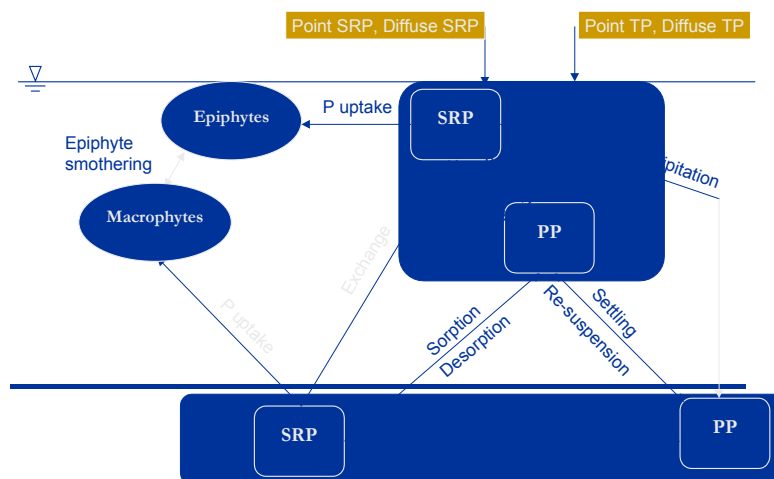 Point SRP, Diffuse SRP
Point TP, Diffuse TP
P uptake
SRP
Epiphytes
Epiphyte
smothering
Macrophytes
PP
Exchange
P uptake
Sorption
Desorption
Settling
Re-suspension
SRP
PP